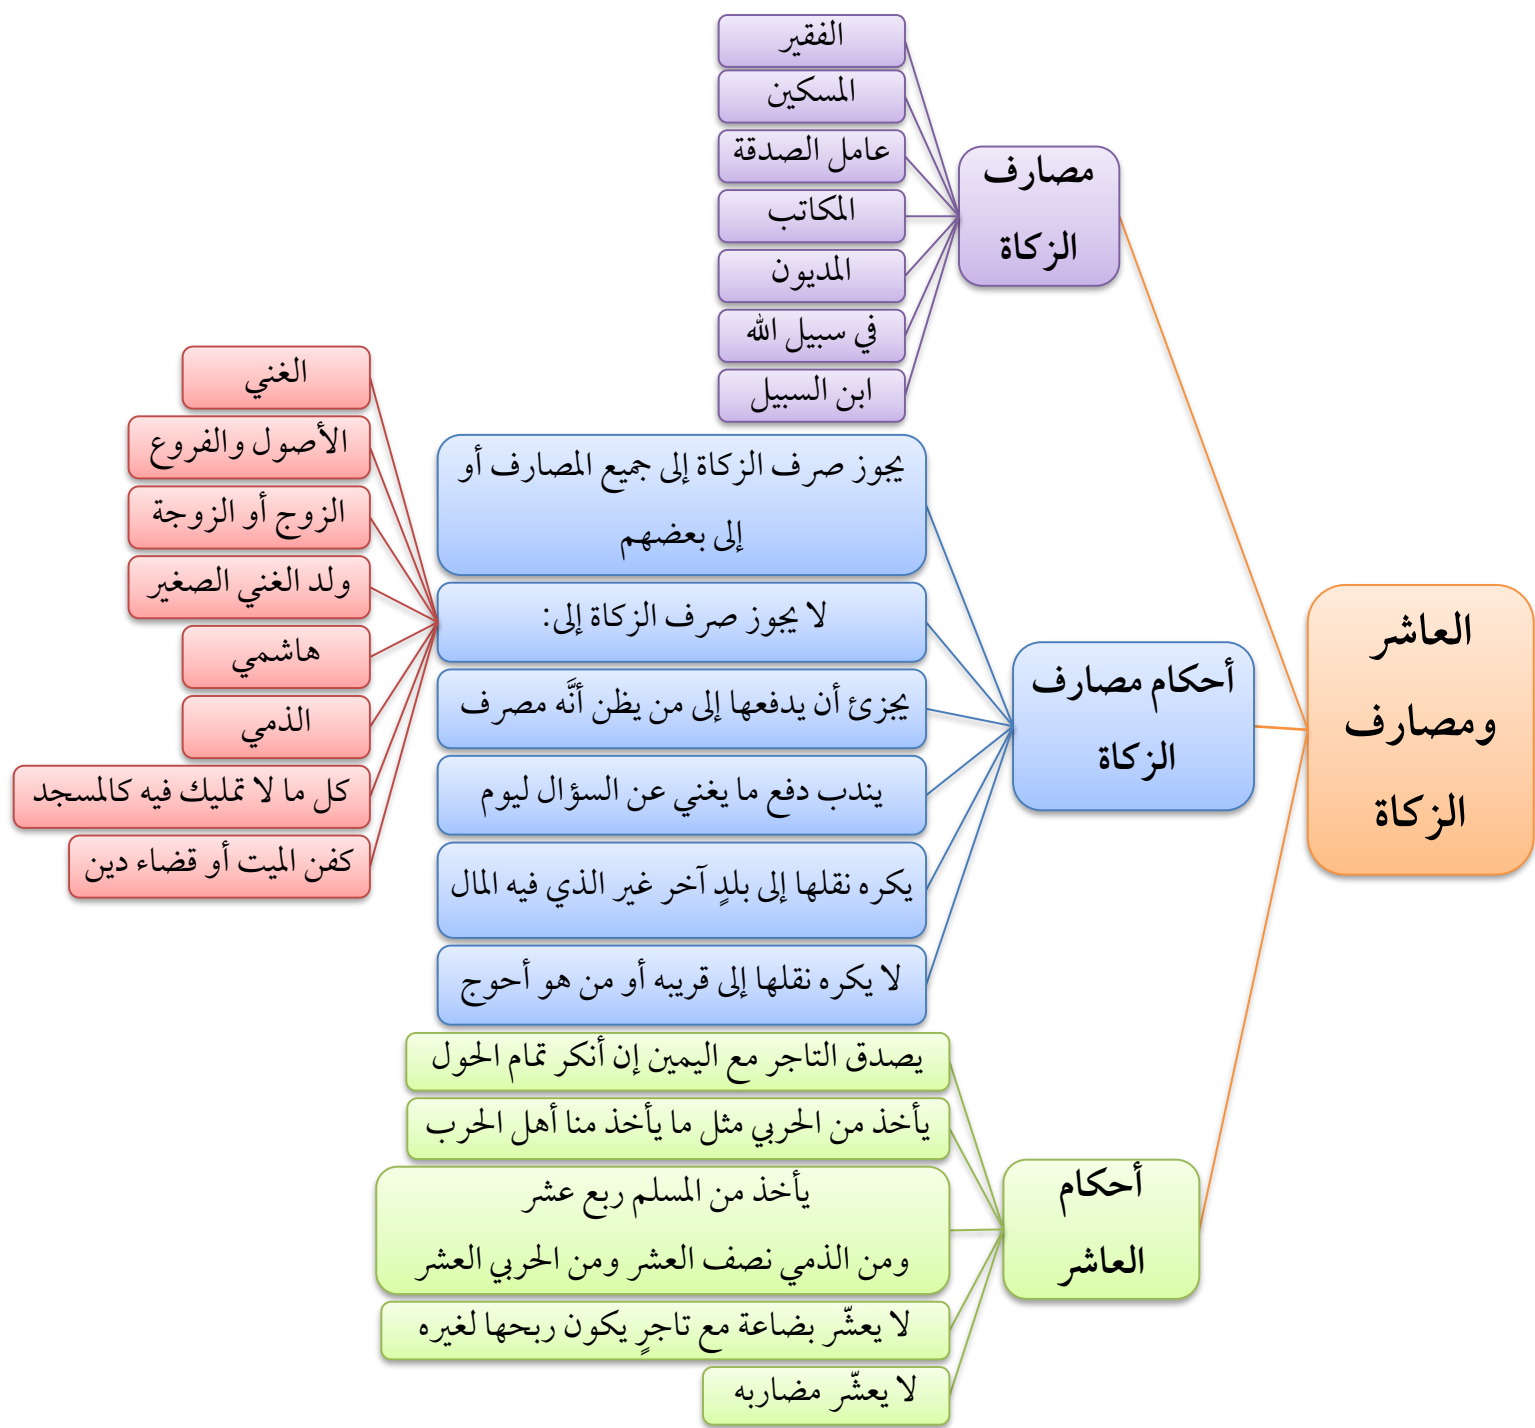 العاشر
ومصارف
الزكاة
مصارف
الزكاة
الفقير
المسكين
عامل الصدقة
المكاتب
المديون
في سبيل الله
ابن السبيل
أحكام مصارف
الزكاة
يجوز صرف الزكاة إلى جميع المصارف أو
إلى بعضهم
لا يجوز صرف الزكاة إلى:
الغني
الأصول والفروع
الزوج أو الزوجة
ولد الغني الصغير
هاشمي
الذمي
كل ما لا تمليك فيه كالمسجد
كفن الميت أو قضاء دين
يجزئ أن يدفعها إلى من يظن أنَّه مصرف
يندب دفع ما يغني عن السؤال ليوم
يكره نقلها إلى بلدٍ آخر غير الذي فيه المال
لا يكره نقلها إلى قريبه أو من هو أحوج
أحكام
العاشر
يصدق التاجر مع اليمين إن أنكر تمام الحول
يأخذ من الحربي مثل ما يأخذ منا أهل الحرب
يأخذ من المسلم ربع عشر
ومن الذمي نصف العشر ومن الحربي العشر
لا يعشّر بضاعة مع تاجرٍ يكون ربحها لغيره
لا يعشّر مضاربه